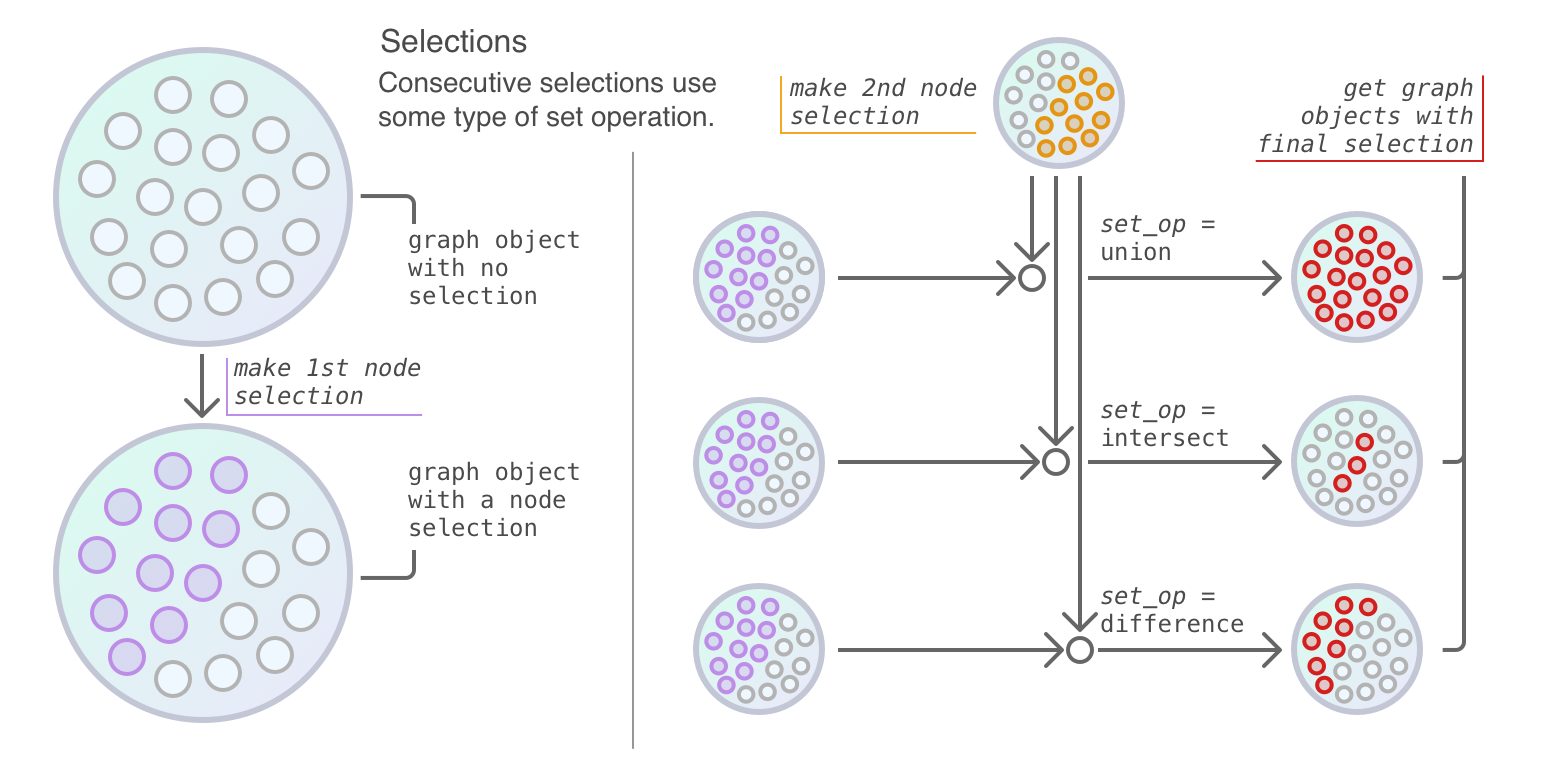 Selections
Consecutive selections use
some type of set operation.
graph object
with no
selection
make 1st node
selection
graph object
with a node
selection
make 2nd node
selection
get graph
objects with
final selection
set_op =
union
set_op =
intersect
set_op =
difference